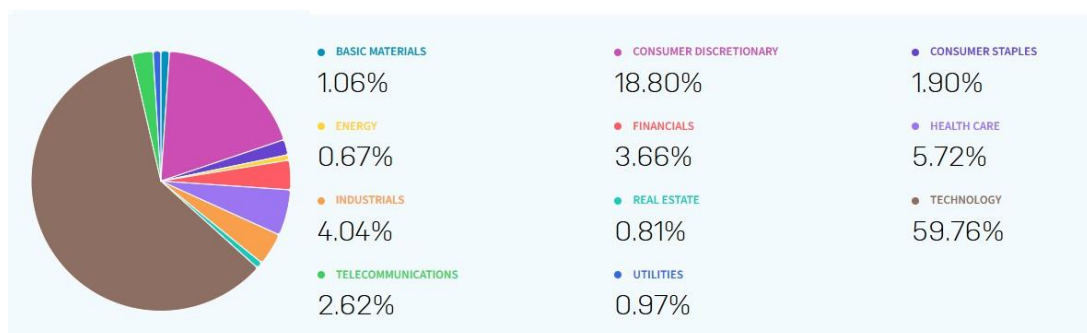 BASIC MATERIALS
1.06%
CONSUMER DISCRETIONARY
18.80%
CONSUMER STAPLES
1.90%
ENERGY
0.67%
FINANCIALS
3.66%
HEALTH CARE
5.72%
INDUSTRIALS
4.04%
REAL ESTATE
0.81%
TECHNOLOGY
59.76%
TELECOMMUNICATIONS
2.62%
UTILITIES
0.97%